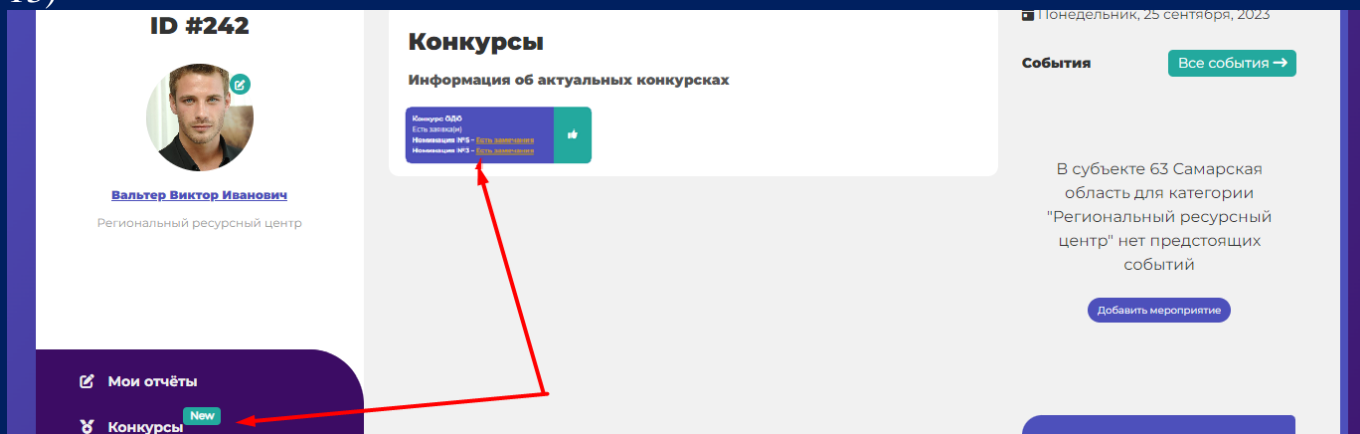 ID #242
Вальтер Виктор Иванович
Региональный ресурсный центр
Мои отчёты
Конкурсы
New
Конкурсы
Информация об актуальных конкурсках
Конкурс ОДО
Есть заявка(и)
Номинация №5 - Есть замечания
Номинация №3 - Есть замечания
Понедельник, 25 сентября, 2023
События
Все события →
В субъекте 63 Самарская
область для категории
"Региональный ресурсный
центр" нет предстоящих
событий
Добавить мероприятие